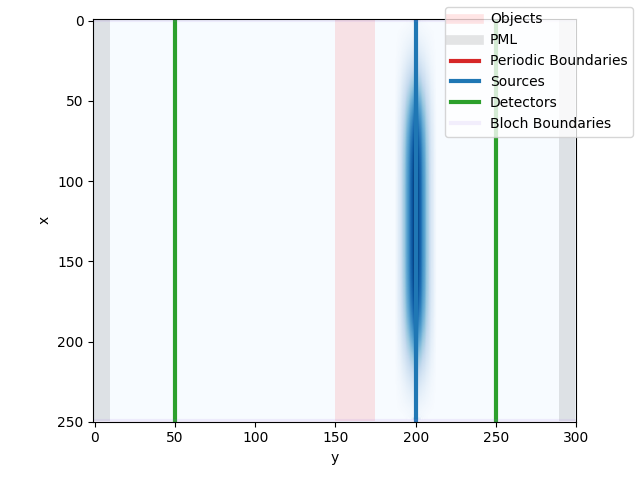 Objects
PML
Periodic Boundaries
Sources
Detectors
Bloch Boundaries
0
50
100
150
200
250
x
0
50
100
150
200
250
300
y